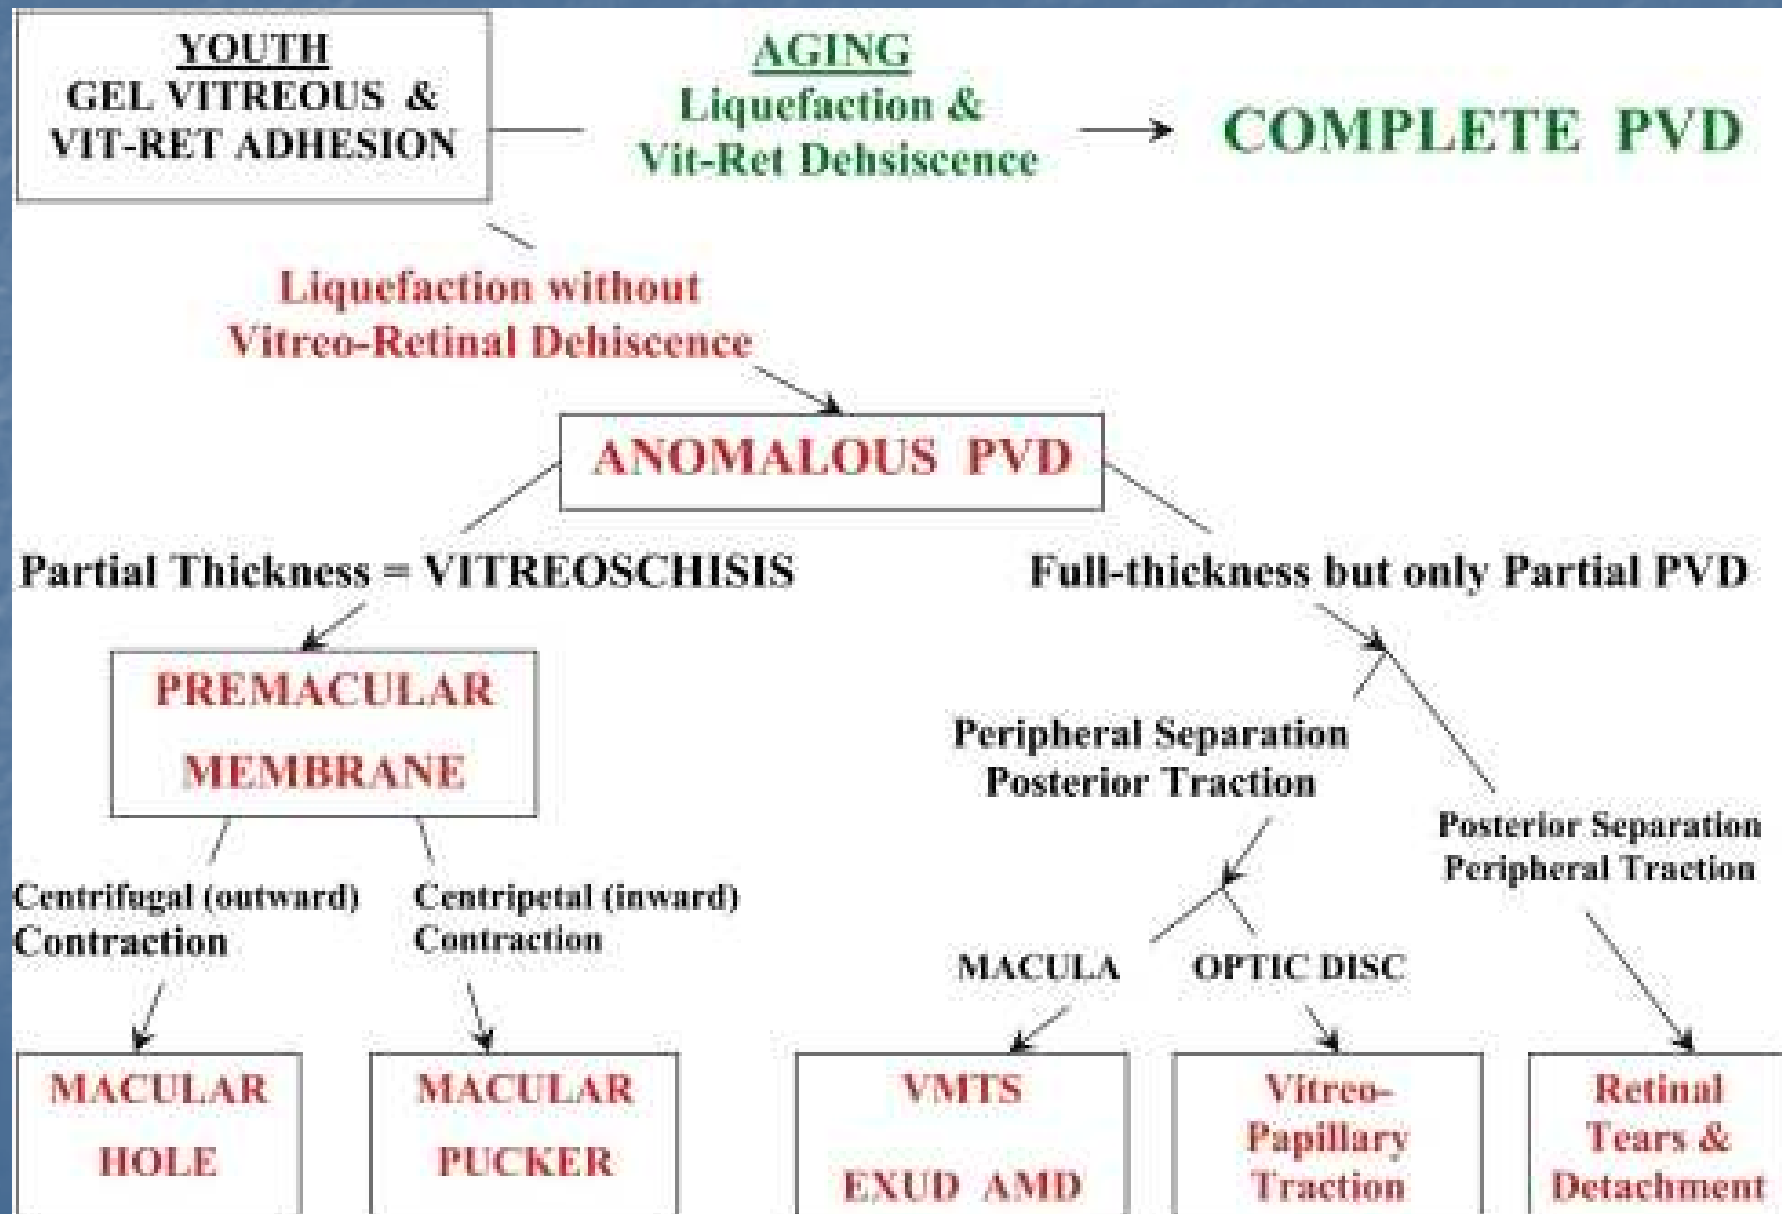 YOUTH
GEL VITREOUS &
VIT-RET ADHESION
AGING
Liquefaction &
Vit-Ret Dehsiscence
COMPLETE PVD
Liquefaction without
Vitreo-Retinal Dehiscence
ANOMALOUS PVD
Partial Thickness = VITREOSCHISIS
Full-thickness but only Partial PVD
PREMACULAR
MEMBRANE
Peripheral Separation
Posterior Traction
Posterior Separation
Peripheral Traction
Centrifugal (outward)
Contraction
Centripetal (inward)
Contraction
MACULA
OPTIC DISC
MACULAR
HOLE
MACULAR
PUCKER
VMTS
EXUD AMD
Vitreo-
Papillary
Traction
Retinal
Tears &
Detachment